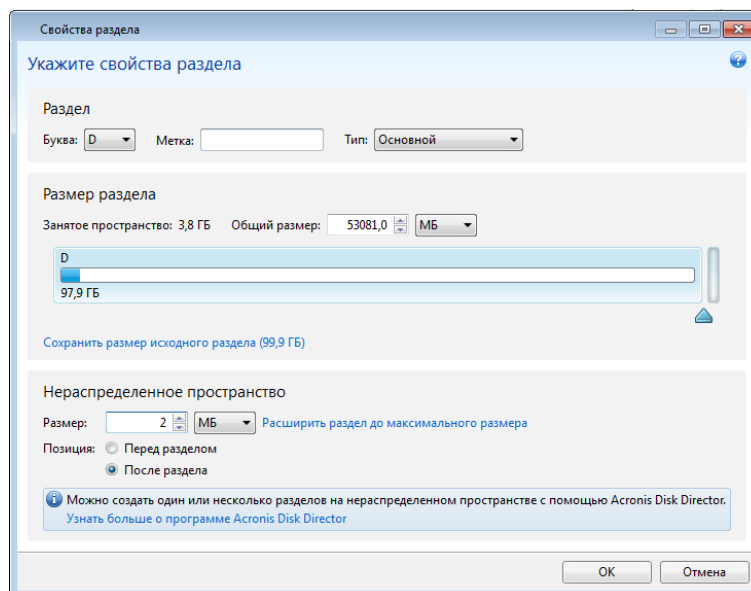 Свойства раздела
Укажите свойства раздела
Раздел
Буква: D Метка: Тип: Основной
Размер раздела
Занятое пространство: 3,8 ГБ Общий размер: 53081,0 МБ
D
97,9 ГБ
Сохранить размер исходного раздела (99,9 ГБ)
Нераспределенное пространство
Размер: 2 МБ Расширить раздел до максимального размера
Позиция: Перед разделом
После раздела
Можно создать один или несколько разделов на нераспределенном пространстве с помощью Acronis Disk Director.
Узнать больше о программе Acronis Disk Director
OK Отмена